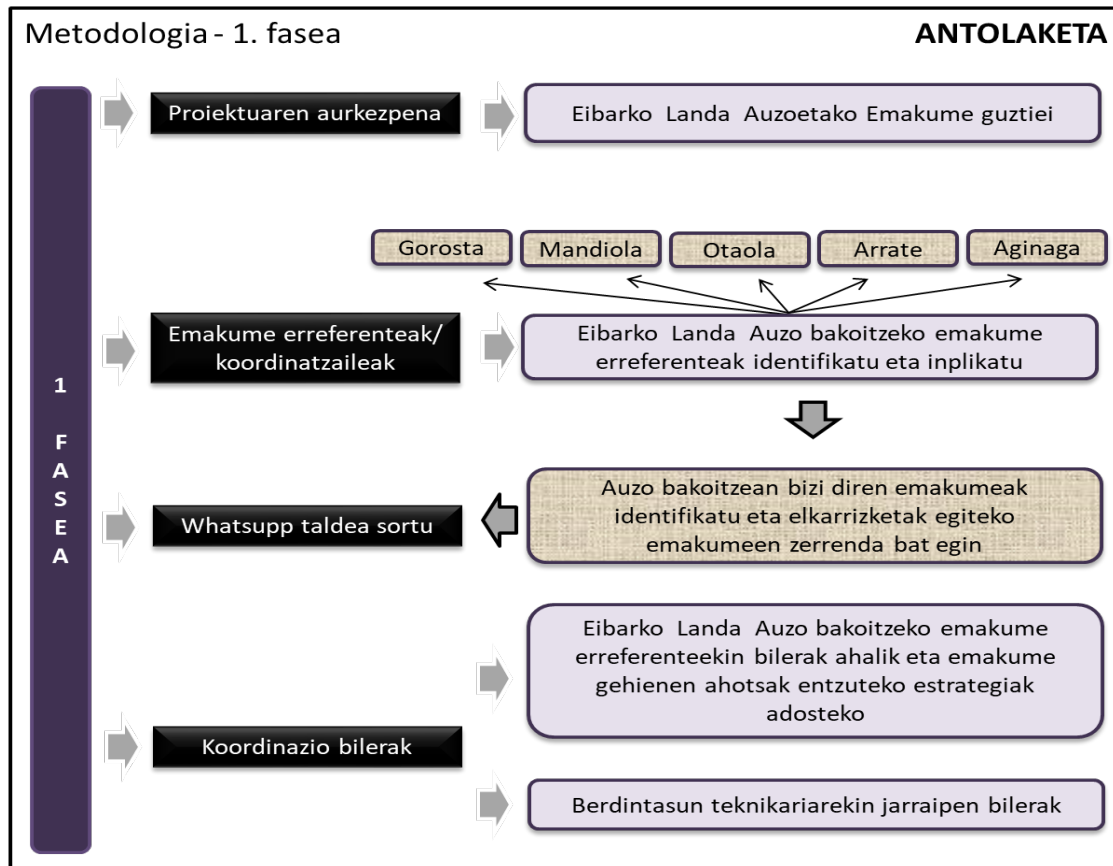 Metodologia - 1. fasea
ANTOLAKETA
1 FASEA
Proiektuaren aurkezpena
Eibarko Landa Auzoetako Emakume guztiei
Gorosta
Mandiola
Otaola
Arrate
Aginaga
Emakume erreferenteak/
koordinatzaileak
Eibarko Landa Auzo bakoitzeko emakume
erreferenteak identifikatu eta inplikatu
Whatsupp taldea sortu
Auzo bakoitzean bizi diren emakumeak
identifikatu eta elkarrizketak egiteko
emakumeen zerrenda bat egin
Koordinazio bilerak
Eibarko Landa Auzo bakoitzeko emakume
erreferenteekin bilerak ahalik eta emakume
gehienen ahotsak entzuteko estrategiak
adosteko
Berdintasun teknikariarekin jarraipen bilerak